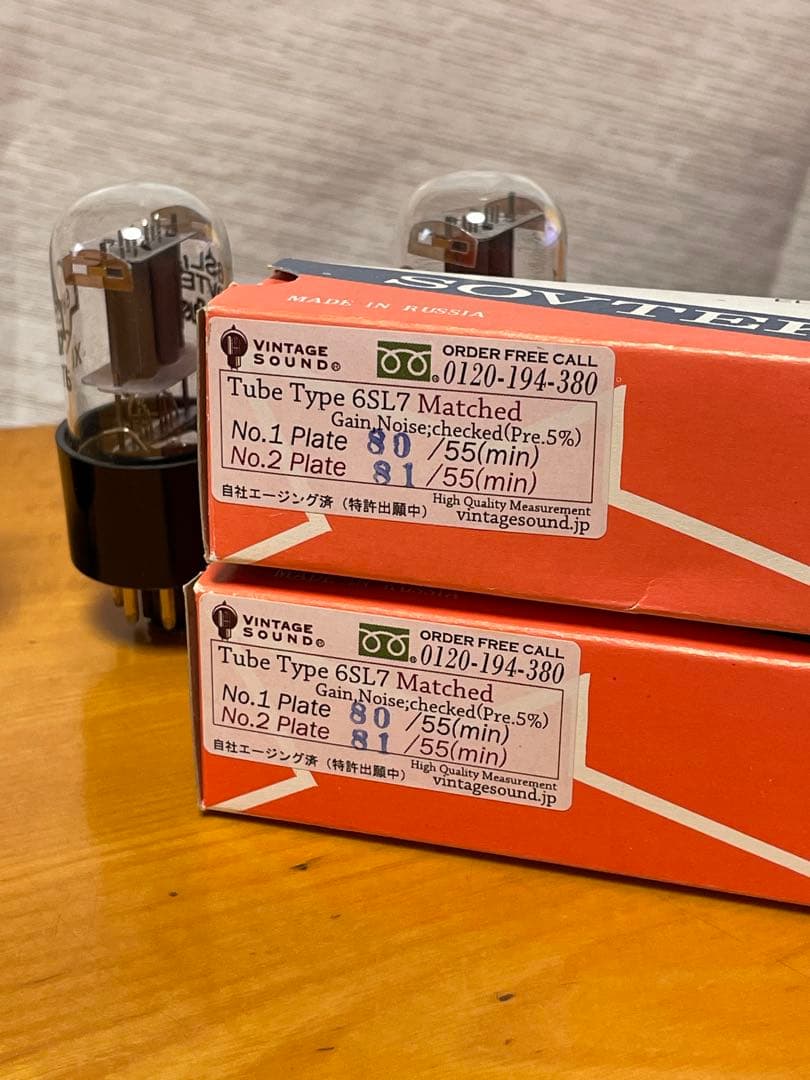 SOVTEK
MADE IN RUSSIA
VINTAGE SOUND®
ORDER FREE CALL
0120-194-380
Tube Type 6SL7 Matched
Gain,Noise;checked(Pre.5%)
No.1 Plate 80 /55(min)
No.2 Plate 81 /55(min)
自社エージング済（特許出願中）
High Quality Measurement
vintagesound.jp
MADE IN RUSSIA
VINTAGE SOUND®
ORDER FREE CALL
0120-194-380
Tube Type 6SL7 Matched
Gain,Noise;checked(Pre.5%)
No.1 Plate 80 /55(min)
No.2 Plate 81 /55(min)
自社エージング済（特許出願中）
High Quality Measurement
vintagesound.jp